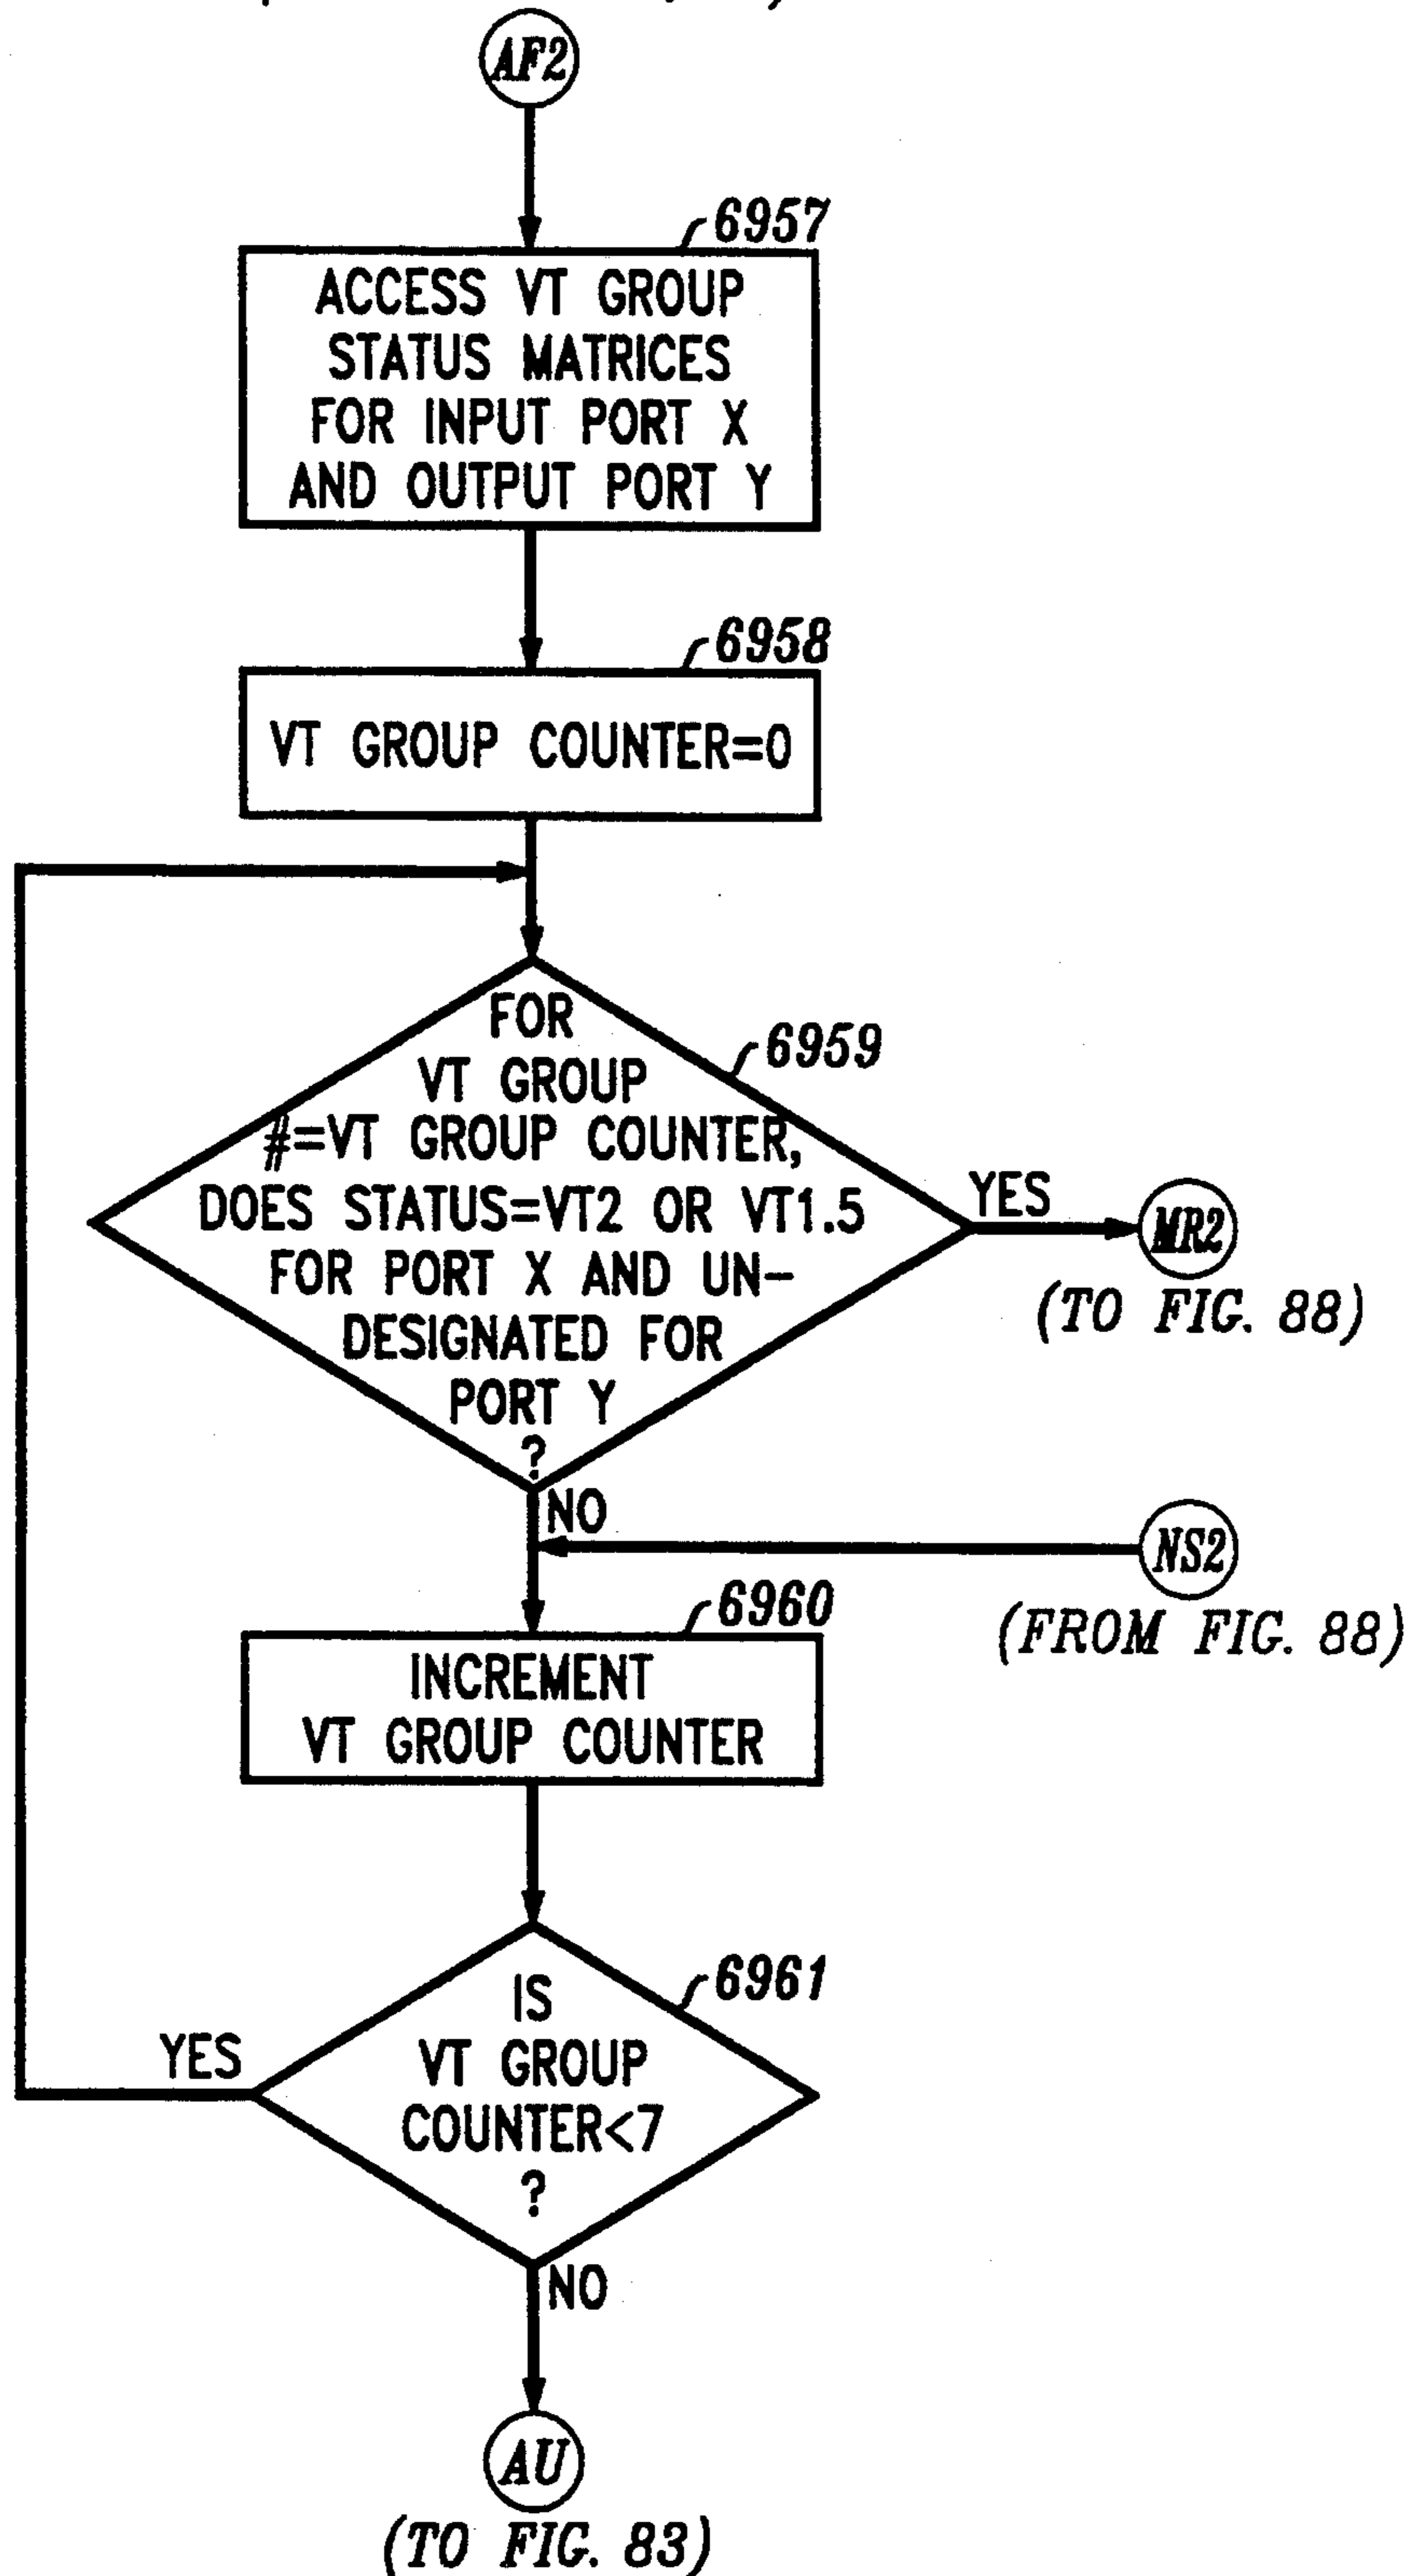 AF2
6957
ACCESS VT GROUP
STATUS MATRICES
FOR INPUT PORT X
AND OUTPUT PORT Y
6958
VT GROUP COUNTER=0
FOR
VT GROUP
#=VT GROUP COUNTER,
DOES STATUS=VT2 OR VT1.5
FOR PORT X AND UN-
DESIGNATED FOR
PORT Y
?
6959
YES
MR2
(TO FIG. 88)
NO
NS2
(FROM FIG. 88)
6960
INCREMENT
VT GROUP COUNTER
6961
IS
VT GROUP
COUNTER<7
?
YES
NO
AU
(TO FIG. 83)